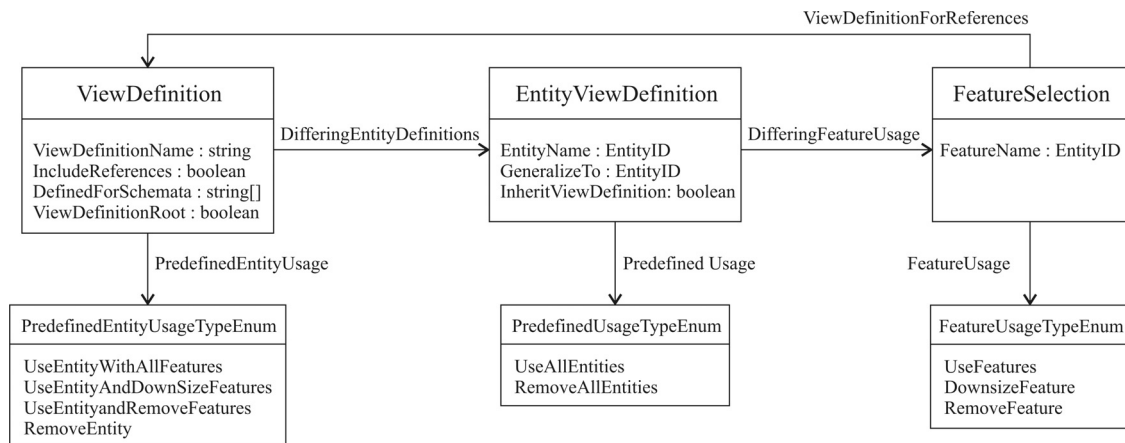 ViewDefinitionForReferences
ViewDefinition
ViewDefinitionName : string
IncludeReferences : boolean
DefinedForSchemata : string[]
ViewDefinitionRoot : boolean
DifferingEntityDefinitions
EntityViewDefinition
EntityName : EntityID
GeneralizeTo : EntityID
InheritViewDefinition: boolean
DifferingFeatureUsage
FeatureSelection
FeatureName : EntityID
PredefinedEntityUsage
Predefined Usage
FeatureUsage
PredefinedEntityUsageTypeEnum
UseEntityWithAllFeatures
UseEntityAndDownSizeFeatures
UseEntityandRemoveFeatures
RemoveEntity
PredefinedUsageTypeEnum
UseAllEntities
RemoveAllEntities
FeatureUsageTypeEnum
UseFeatures
DownsizeFeature
RemoveFeature